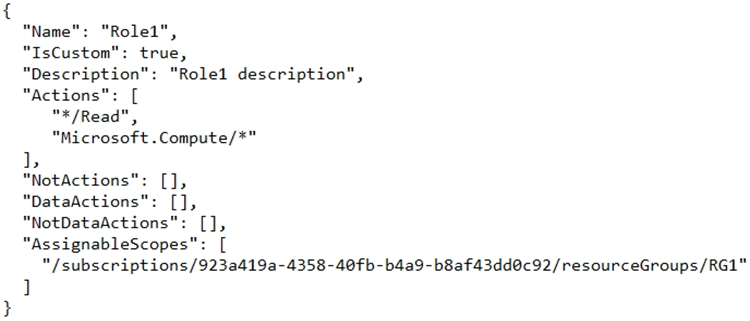 {
"Name": "Role1",
"IsCustom": true,
"Description": "Role1 description",
"Actions": [
"*/Read",
"Microsoft.Compute/*"
],
"NotActions": [],
"DataActions": [],
"NotDataActions": [],
"AssignableScopes": [
"/subscriptions/923a419a-4358-40fb-b4a9-b8af43dd0c92/resourceGroups/RG1"
]
}